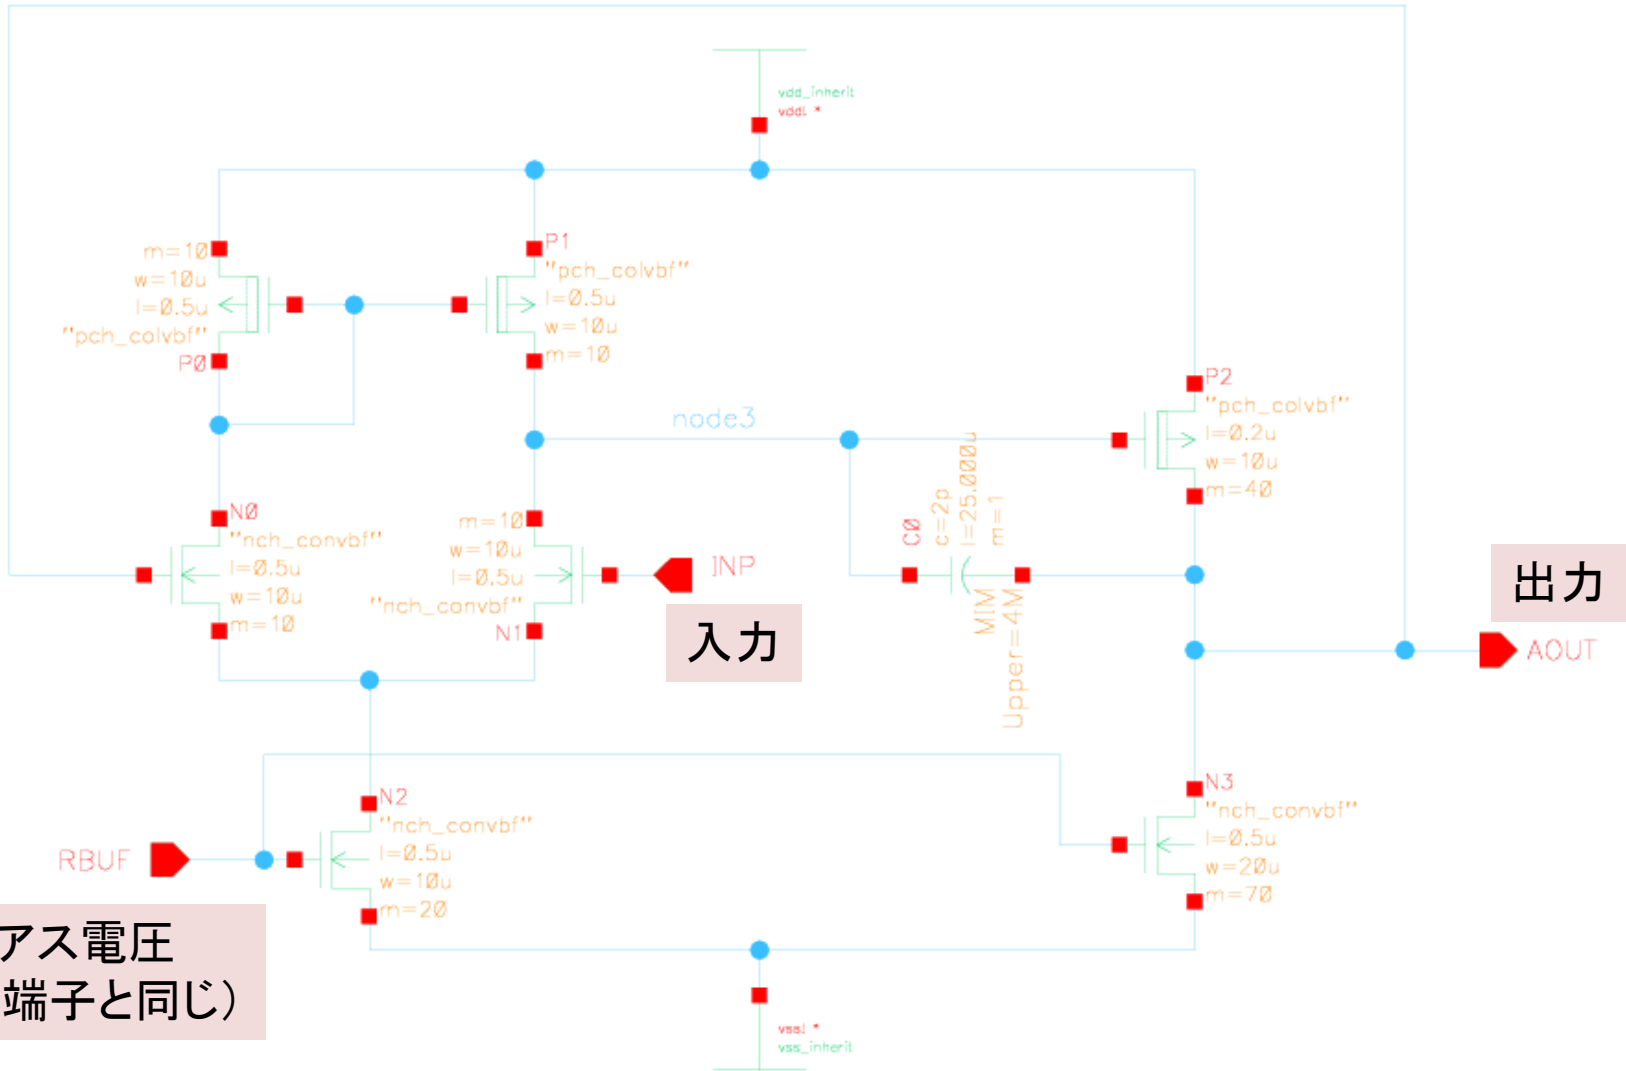 vdd_inherit
vdd! *
m=10
w=10u
l=0.5u
"pch_colvbf"
P0
P1
"pch_colvbf"
l=0.5u
w=10u
m=10
node3
P2
"pch_colvbf"
l=0.2u
w=10u
m=40
N0
"nch_convbf"
l=0.5u
w=10u
m=10
m=10
w=10u
l=0.5u
"nch_convbf"
N1
INP
入力
C0
c=2p
l=25.000u
m=1
MIM
Upper=4M
出力
AOUT
N2
"nch_convbf"
l=0.5u
w=10u
m=20
RBUF
アス電圧
端子と同じ）
N3
"nch_convbf"
l=0.5u
w=20u
m=70
vss! *
vss_inherit